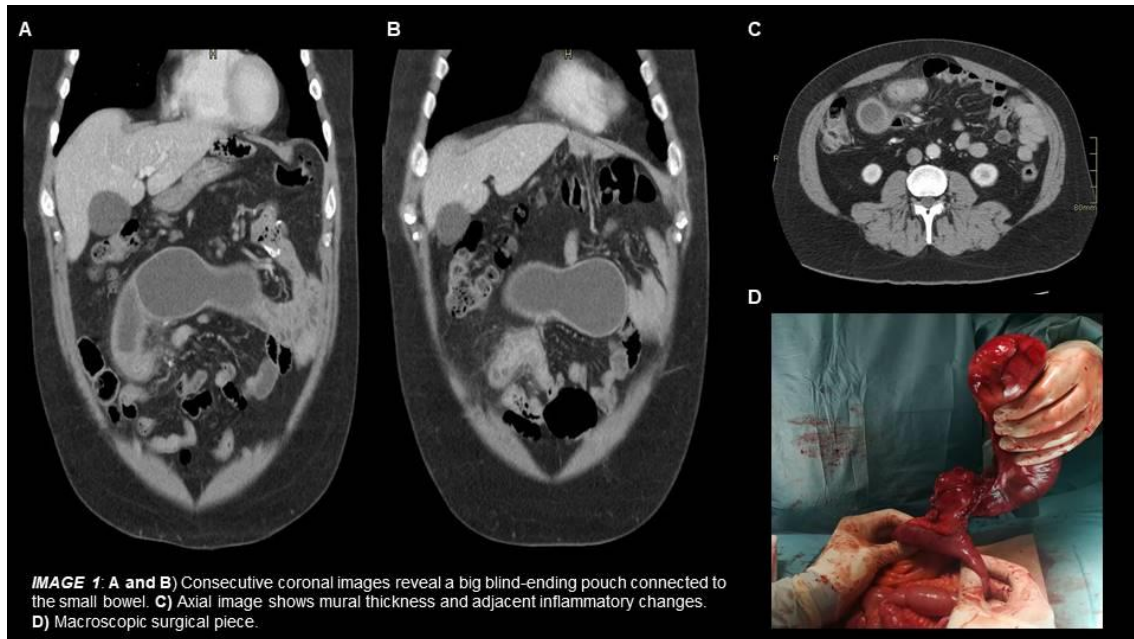 A
B
C
H
H
R
80mm
D
IMAGE 1: A and B) Consecutive coronal images reveal a big blind-ending pouch connected to
the small bowel. C) Axial image shows mural thickness and adjacent inflammatory changes.
D) Macroscopic surgical piece.